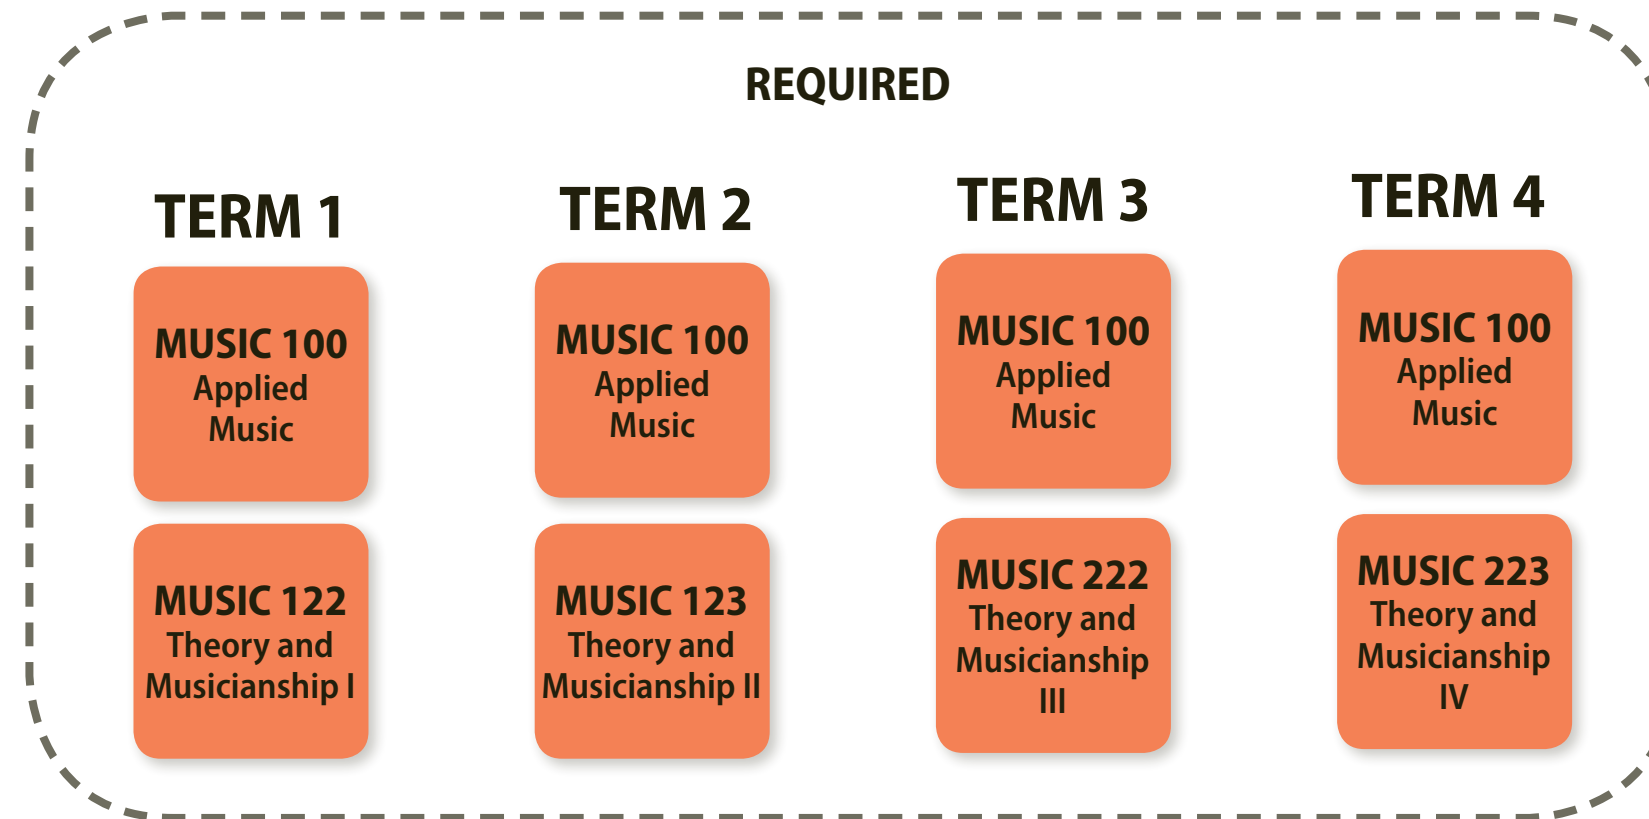 REQUIRED
TERM 1
MUSIC 100
Applied
Music
MUSIC 122
Theory and
Musicianship I
TERM 2
MUSIC 100
Applied
Music
MUSIC 123
Theory and
Musicianship II
TERM 3
MUSIC 100
Applied
Music
MUSIC 222
Theory and
Musicianship
III
TERM 4
MUSIC 100
Applied
Music
MUSIC 223
Theory and
Musicianship
IV